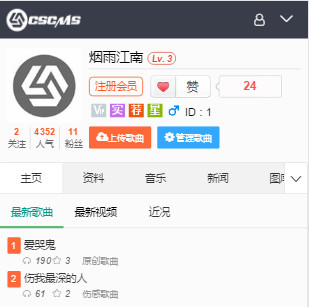 CSCMS
烟雨江南 Lv. 3
注册会员 赞 24
Vip 实 荐 星 ID：1
2 4352 11
关注 人气 粉丝
上传歌曲 管理歌曲
主页 资料 音乐 新闻
最新歌曲 最新视频 近况
1 爱哭鬼
190 3 原创歌曲
2 伤我最深的人
61 2 伤感歌曲